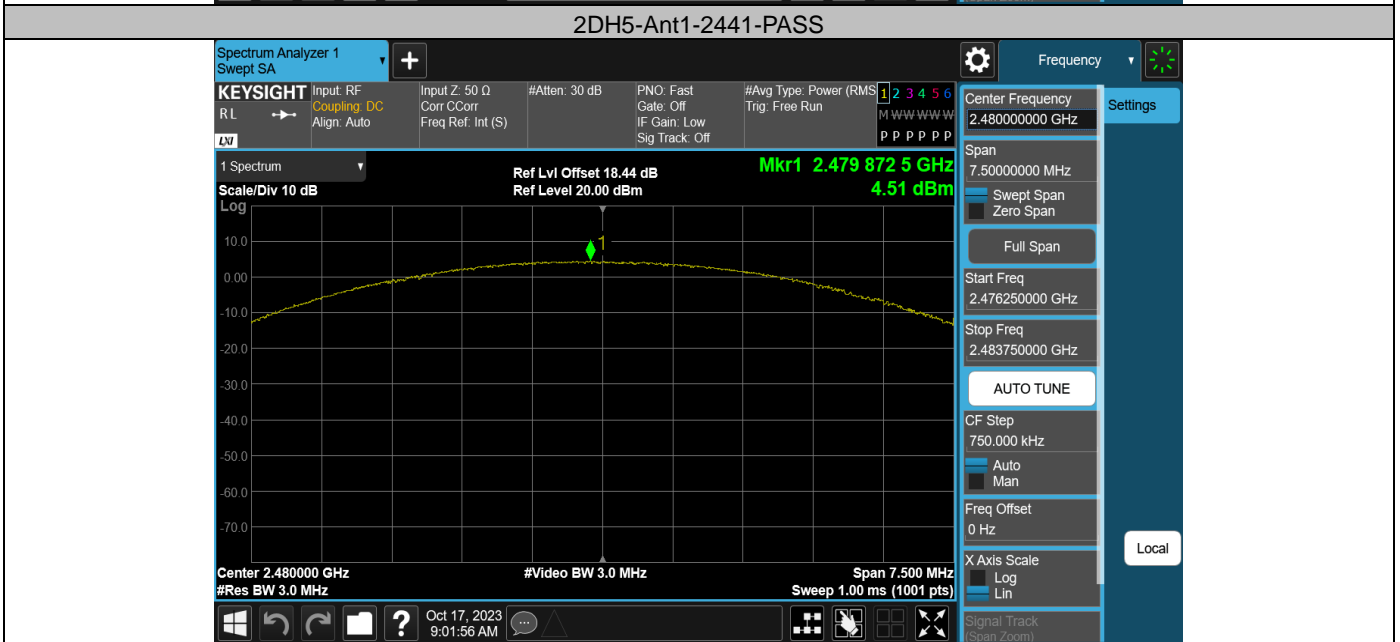 2DH5-Ant1-2441-PASS
Spectrum Analyzer 1
Swept SA
Frequency
KEYSIGHT
RL
LXI
Input: RF
Coupling: DC
Align: Auto
Input Z: 50 Ω
Corr CCorr
Freq Ref: Int (S)
#Atten: 30 dB
PNO: Fast
Gate: Off
IF Gain: Low
Sig Track: Off
#Avg Type: Power (RMS
Trig: Free Run
1 2 3 4 5 6
M W W W W W
P P P P P P
Center Frequency
2.480000000 GHz
Settings
Span
7.50000000 MHz
Swept Span
Zero Span
Full Span
Start Freq
2.476250000 GHz
Stop Freq
2.483750000 GHz
AUTO TUNE
CF Step
750.000 kHz
Auto
Man
Freq Offset
0 Hz
X Axis Scale
Log
Lin
Local
Signal Track
(Span Zoom)
1 Spectrum
Scale/Div 10 dB
Log
Ref Lvl Offset 18.44 dB
Ref Level 20.00 dBm
Mkr1 2.479 872 5 GHz
4.51 dBm
1
10.0
0.00
-10.0
-20.0
-30.0
-40.0
-50.0
-60.0
-70.0
Center 2.480000 GHz
#Video BW 3.0 MHz
Span 7.500 MHz
#Res BW 3.0 MHz
Sweep 1.00 ms (1001 pts)
?
Oct 17, 2023
9:01:56 AM